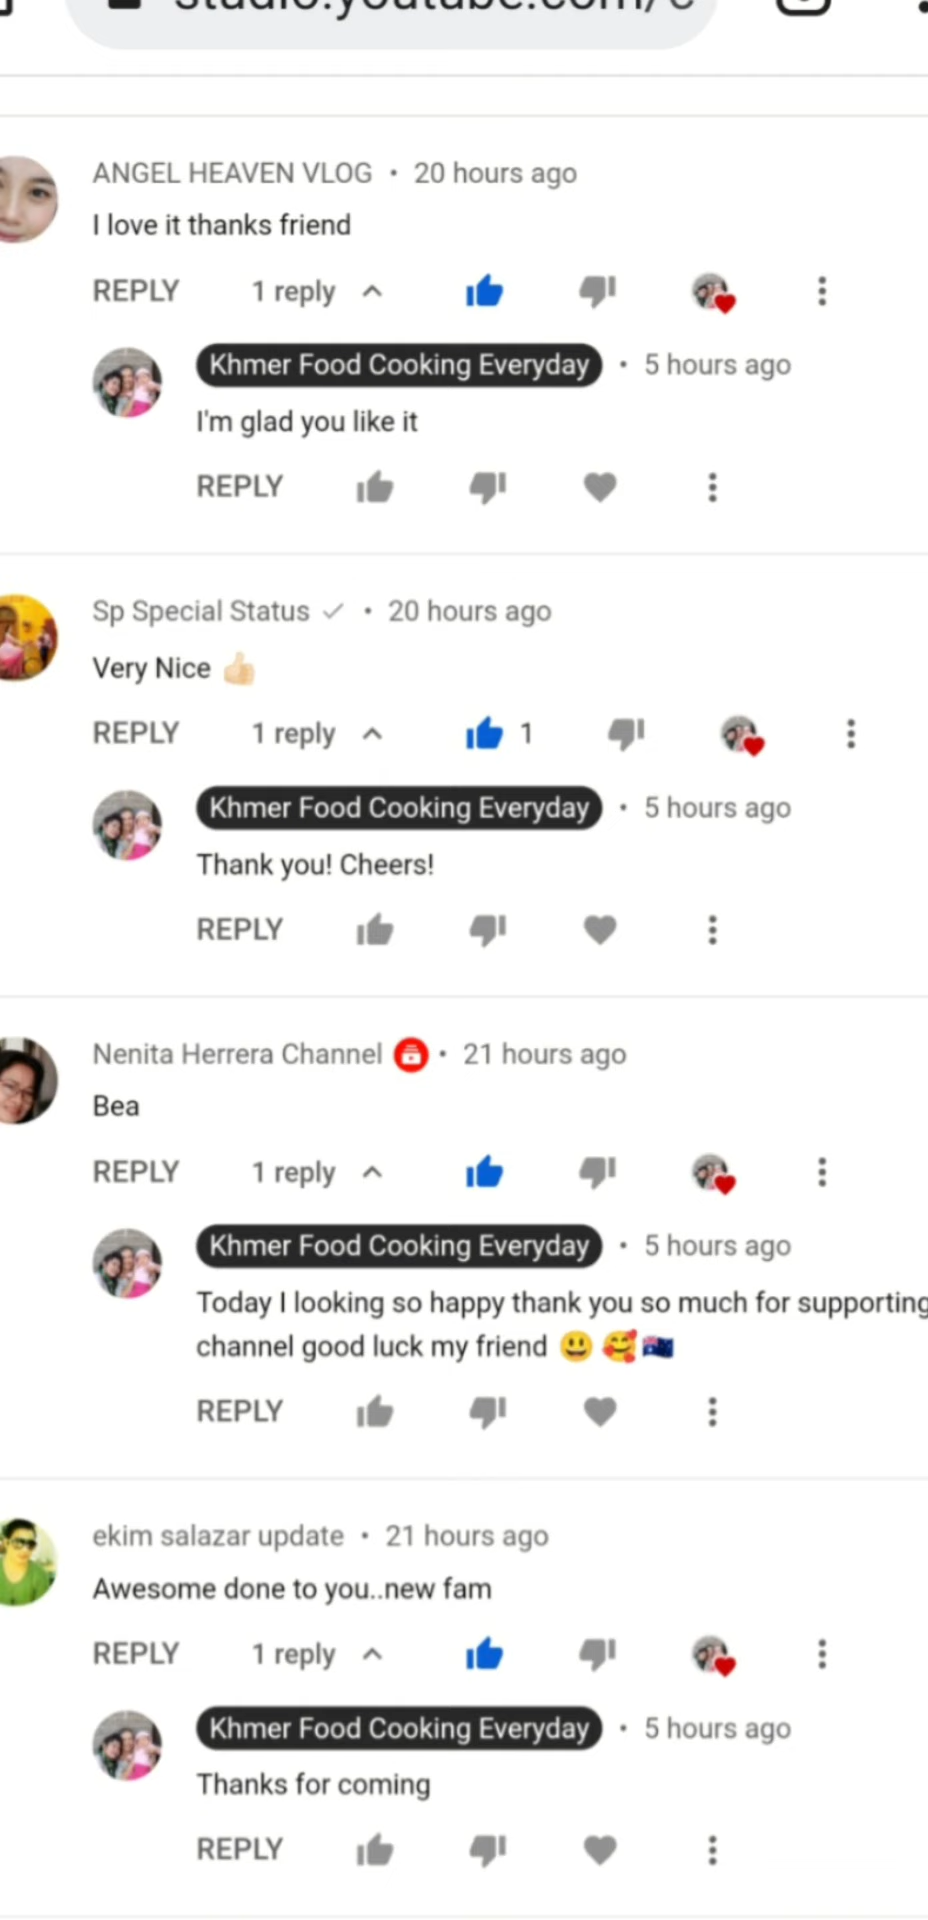 studio.youtube.com/c
ANGEL HEAVEN VLOG • 20 hours ago
I love it thanks friend
REPLY 1 reply
Khmer Food Cooking Everyday • 5 hours ago
I'm glad you like it
REPLY
Sp Special Status ✓ • 20 hours ago
Very Nice 👍🏻
REPLY 1 reply 1
Khmer Food Cooking Everyday • 5 hours ago
Thank you! Cheers!
REPLY
Nenita Herrera Channel • 21 hours ago
Bea
REPLY 1 reply
Khmer Food Cooking Everyday • 5 hours ago
Today I looking so happy thank you so much for supporting
channel good luck my friend 😃 🥰 🇦🇺
REPLY
ekim salazar update • 21 hours ago
Awesome done to you..new fam
REPLY 1 reply
Khmer Food Cooking Everyday • 5 hours ago
Thanks for coming
REPLY